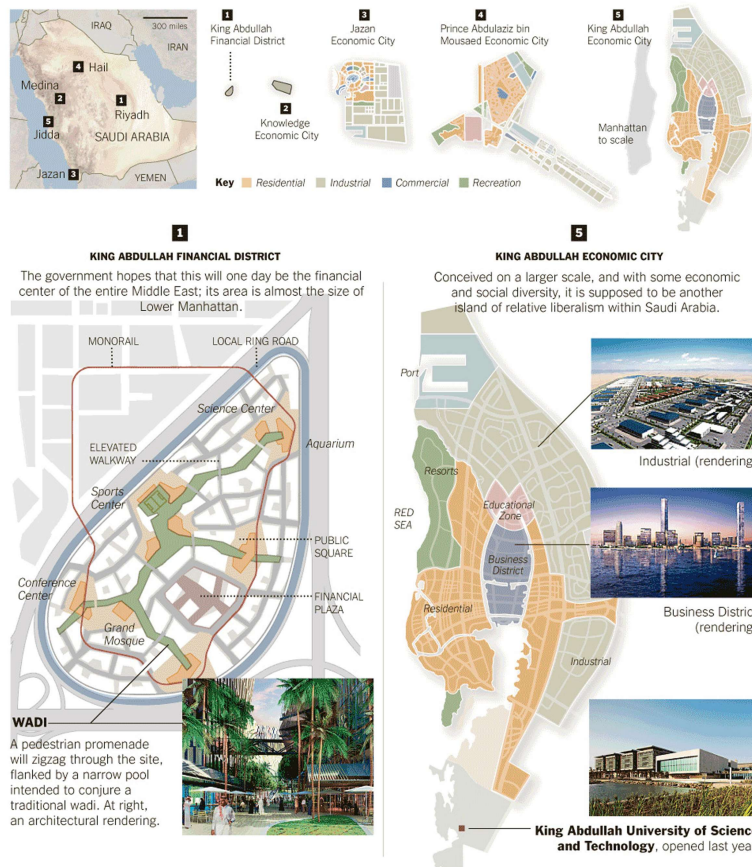 300 miles
IRAQ
IRAN
4 Hail
Medina
2
1
Riyadh
5
Jidda
SAUDI ARABIA
Jazan 3
YEMEN
1
King Abdullah
Financial District
2
Knowledge
Economic City
3
Jazan
Economic City
4
Prince Abdulaziz bin
Mousaed Economic City
5
King Abdullah
Economic City
Manhattan
to scale
Key Residential Industrial Commercial Recreation
1
KING ABDULLAH FINANCIAL DISTRICT
The government hopes that this will one day be the financial
center of the entire Middle East; its area is almost the size of
Lower Manhattan.
MONORAIL
LOCAL RING ROAD
Science Center
Aquarium
ELEVATED
WALKWAY
Sports
Center
PUBLIC
SQUARE
Conference
Center
FINANCIAL
PLAZA
Grand
Mosque
WADI
A pedestrian promenade
will zigzag through the site,
flanked by a narrow pool
intended to conjure a
traditional wadi. At right,
an architectural rendering.
5
KING ABDULLAH ECONOMIC CITY
Conceived on a larger scale, and with some economic
and social diversity, it is supposed to be another
island of relative liberalism within Saudi Arabia.
Port
Industrial (rendering
Resorts
RED
SEA
Educational
Zone
Business
District
Residential
Business Distric
(rendering
Industrial
King Abdullah University of Scienc
and Technology, opened last yea